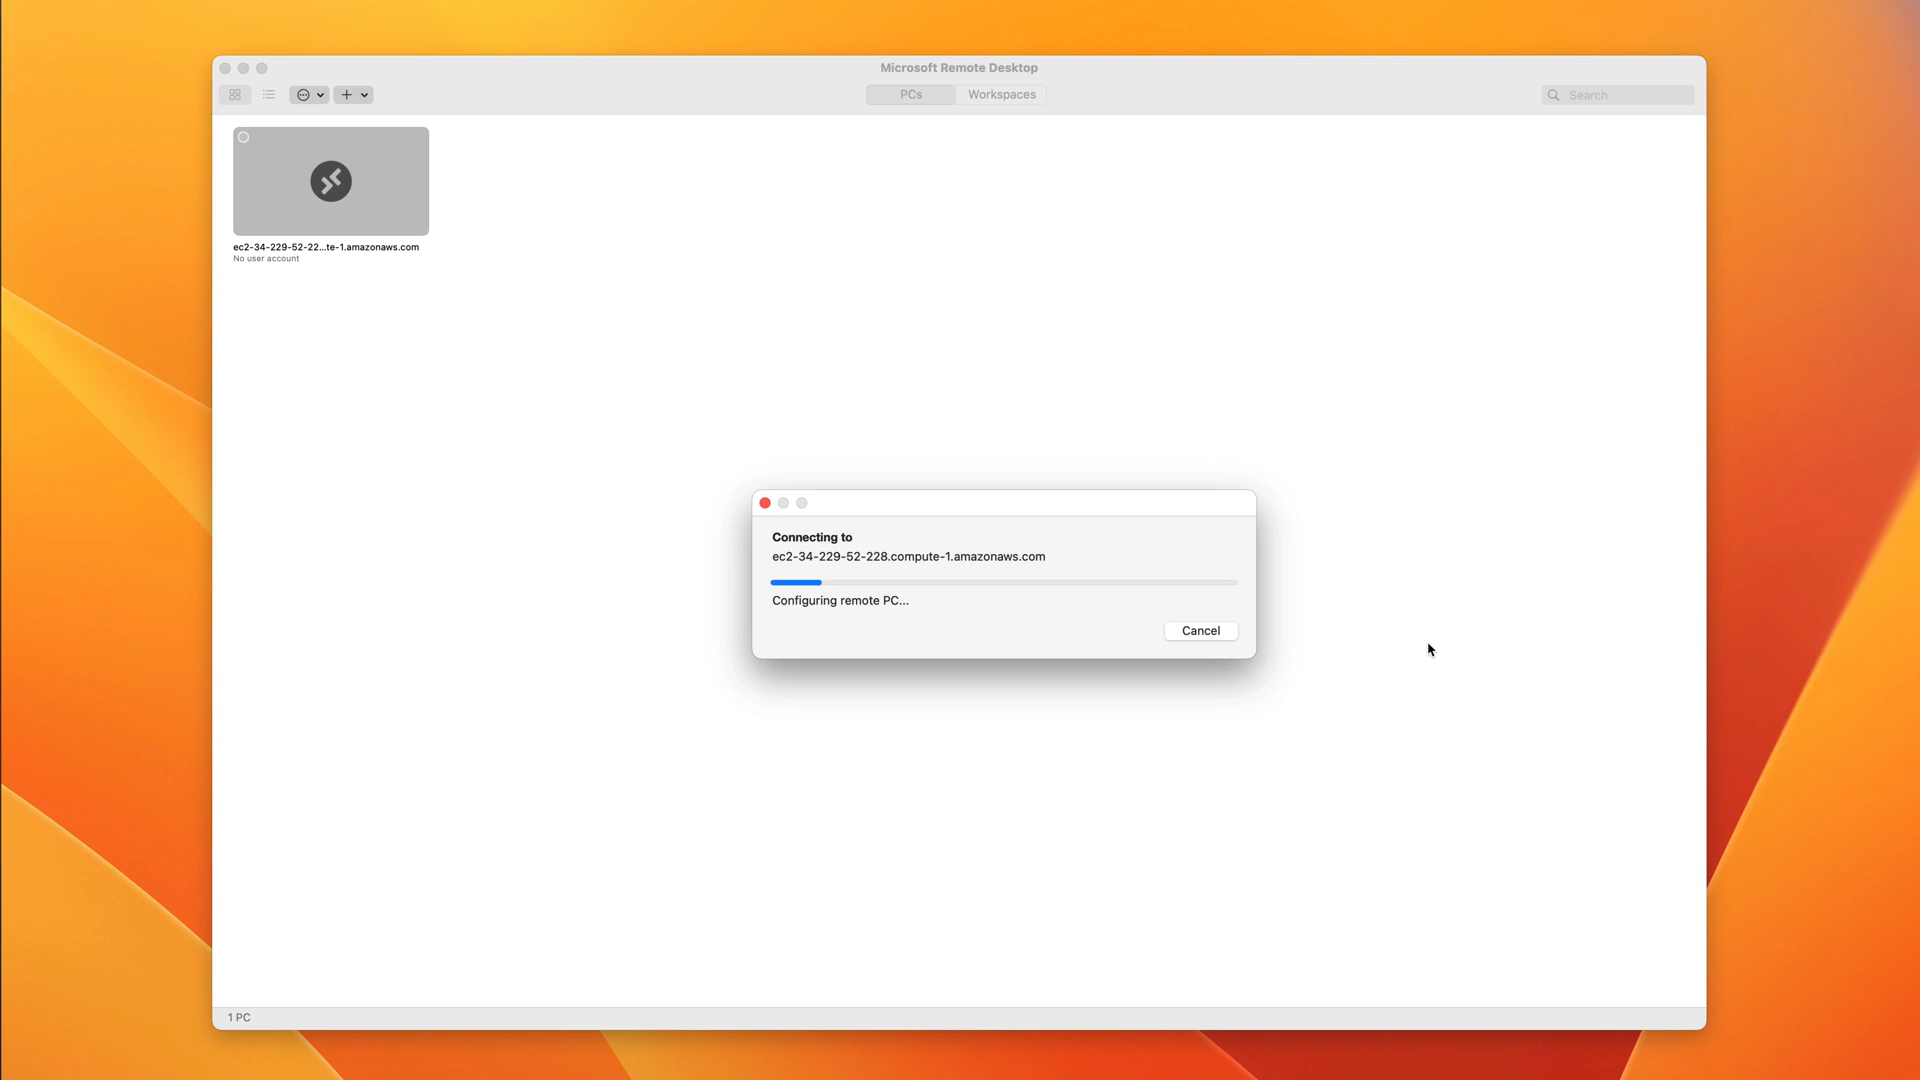 Microsoft Remote Desktop
PCs
Workspaces
Search
ec2-34-229-52-22...te-1.amazonaws.com
No user account
Connecting to
ec2-34-229-52-228.compute-1.amazonaws.com
Configuring remote PC...
Cancel
1 PC